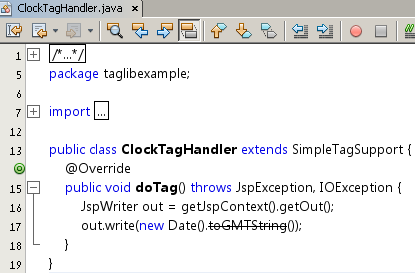 ClockTagHandler.java
1 /*...*/
5 package taglibexample;
6
7 import ...
12
13 public class ClockTagHandler extends SimpleTagSupport {
@Override
15 public void doTag() throws JspException, IOException {
16 JspWriter out = getJspContext().getOut();
17 out.write(new Date().toGMTString());
18 }
19 }